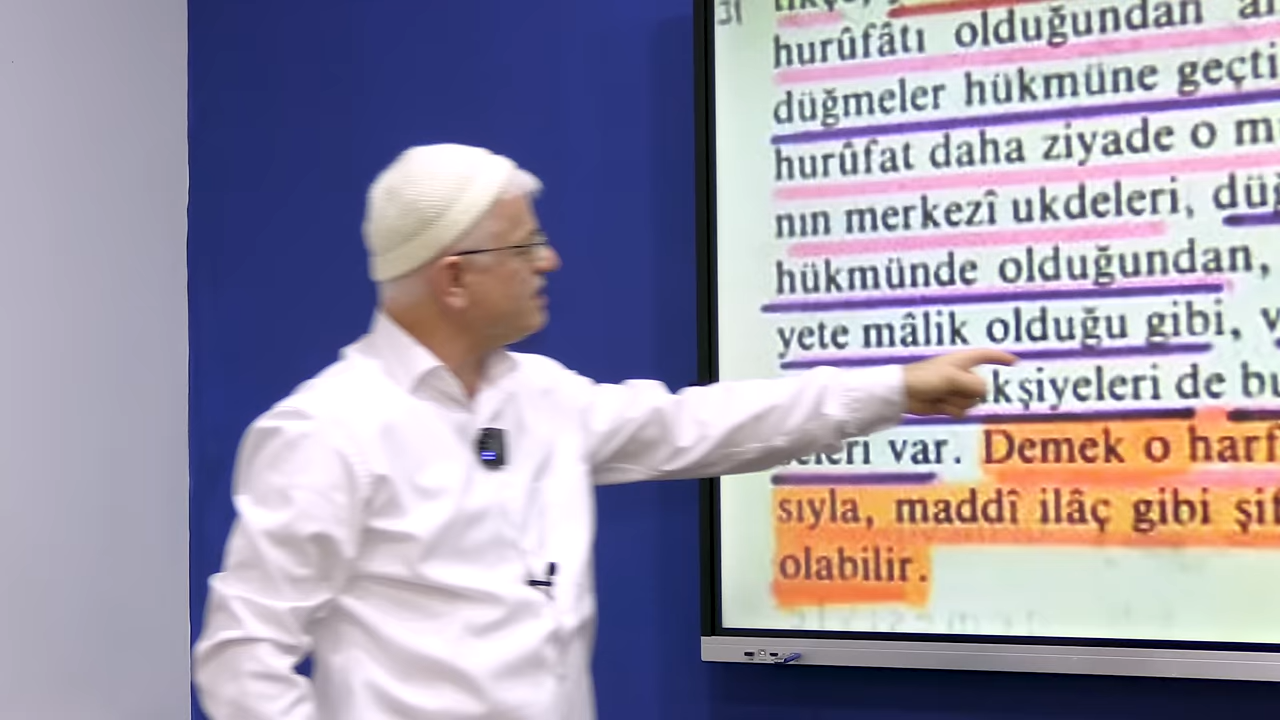 31
hurûfâtı olduğundan
düğmeler hükmüne geçti
hurûfat daha ziyade o
nın merkezî ukdeleri,
hükmünde olduğundan,
yete mâlik olduğu gibi,
de
var. Demek o harf
sıyla, maddî ilâç gibi
olabilir.